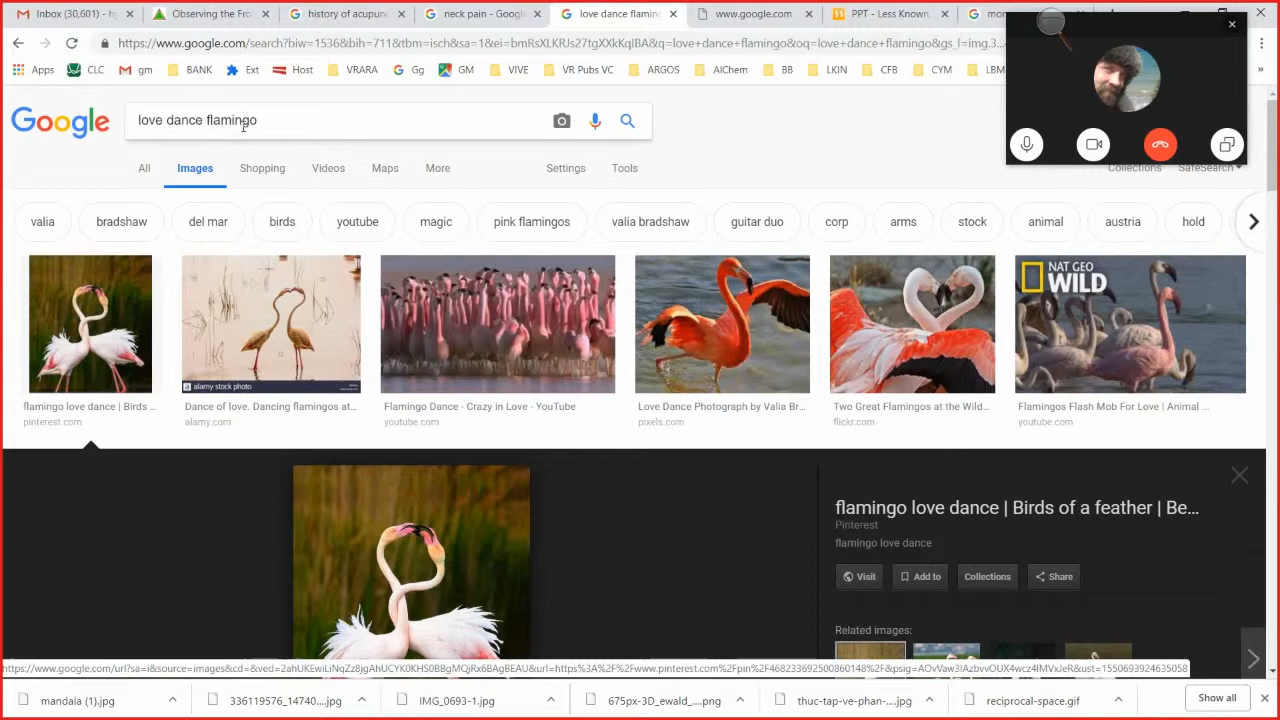 Inbox (30,601) - hy
Observing the Fro
history of acupunc
neck pain - Google
love dance flaming
www.google.com
PPT - Less Known,
mor
https://www.google.com/search?biw=1536&bih=711&tbm=isch&sa=1&ei=bmRsXLKRJs27tgXXkKqIBA&q=love+dance+flamingo&oq=love+dance+flamingo&gs_l=img.3...
Apps
CLC
gm
BANK
Ext
Host
VRARA
Gg
GM
VIVE
VR Pubs VC
ARGOS
AIChem
BB
LKIN
CFB
CYM
LBM
»
Google
love dance flamingo
All
Images
Shopping
Videos
Maps
More
Settings
Tools
Collections
SafeSearch
valia
bradshaw
del mar
birds
youtube
magic
pink flamingos
valia bradshaw
guitar duo
corp
arms
stock
animal
austria
hold
NAT GEO
WILD
a alamy stock photo
flamingo love dance | Birds ...
Dance of love. Dancing flamingos at...
Flamingo Dance - Crazy in Love - YouTube
Love Dance Photograph by Valia Br...
Two Great Flamingos at the Wild...
Flamingos Flash Mob For Love | Animal ...
pinterest.com
alamy.com
youtube.com
pixels.com
flickr.com
youtube.com
flamingo love dance | Birds of a feather | Be...
Pinterest
flamingo love dance
Visit
Add to
Collections
Share
Related images:
mandala (1).jpg
336119576_14740....jpg
IMG_0693-1.jpg
675px-3D_ewald_....png
thuc-tap-ve-phan-....jpg
reciprocal-space.gif
Show all